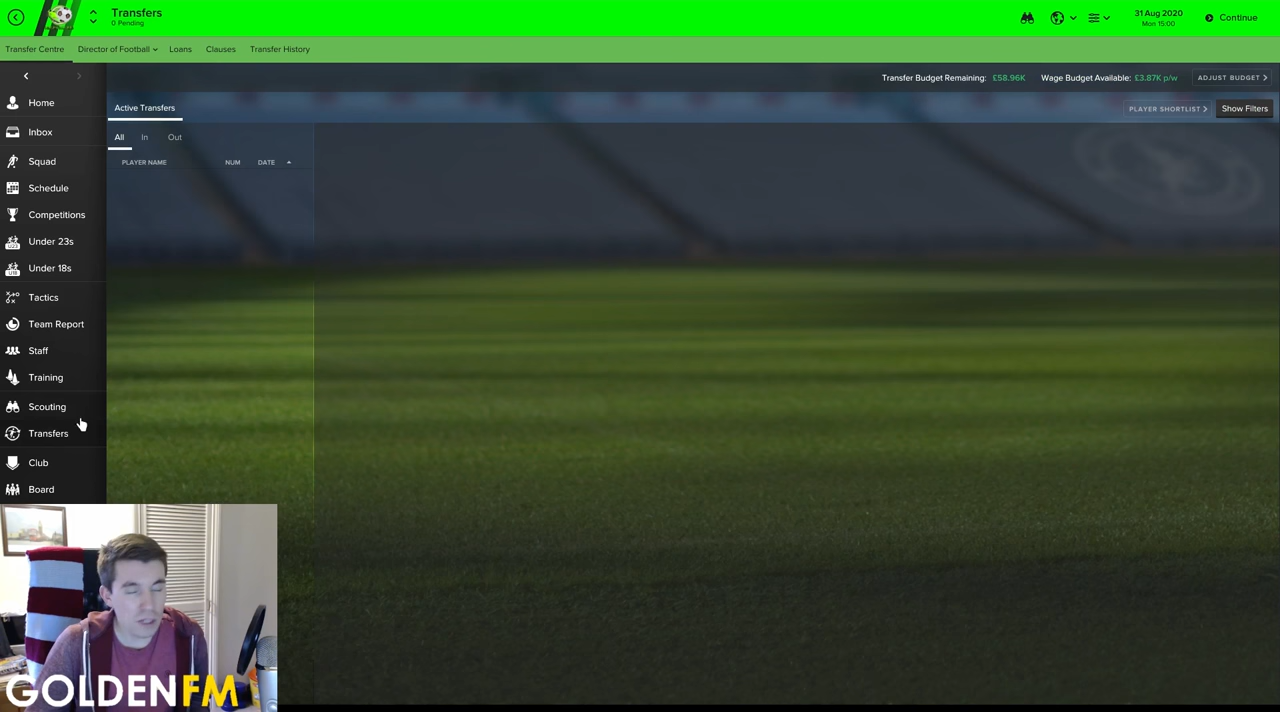 Transfers
0 Pending
31 Aug 2020
Mon 15:00
Continue
Transfer Centre Director of Football Loans Clauses Transfer History
Transfer Budget Remaining: £58.96K Wage Budget Available: £3.87K p/w ADJUST BUDGET
Home
Active Transfers
PLAYER SHORTLIST Show Filters
Inbox
All In Out
Squad
PLAYER NAME NUM DATE
Schedule
Competitions
U23 Under 23s
U18 Under 18s
Tactics
Team Report
Staff
Training
Scouting
Transfers
Club
Board
GOLDENFM